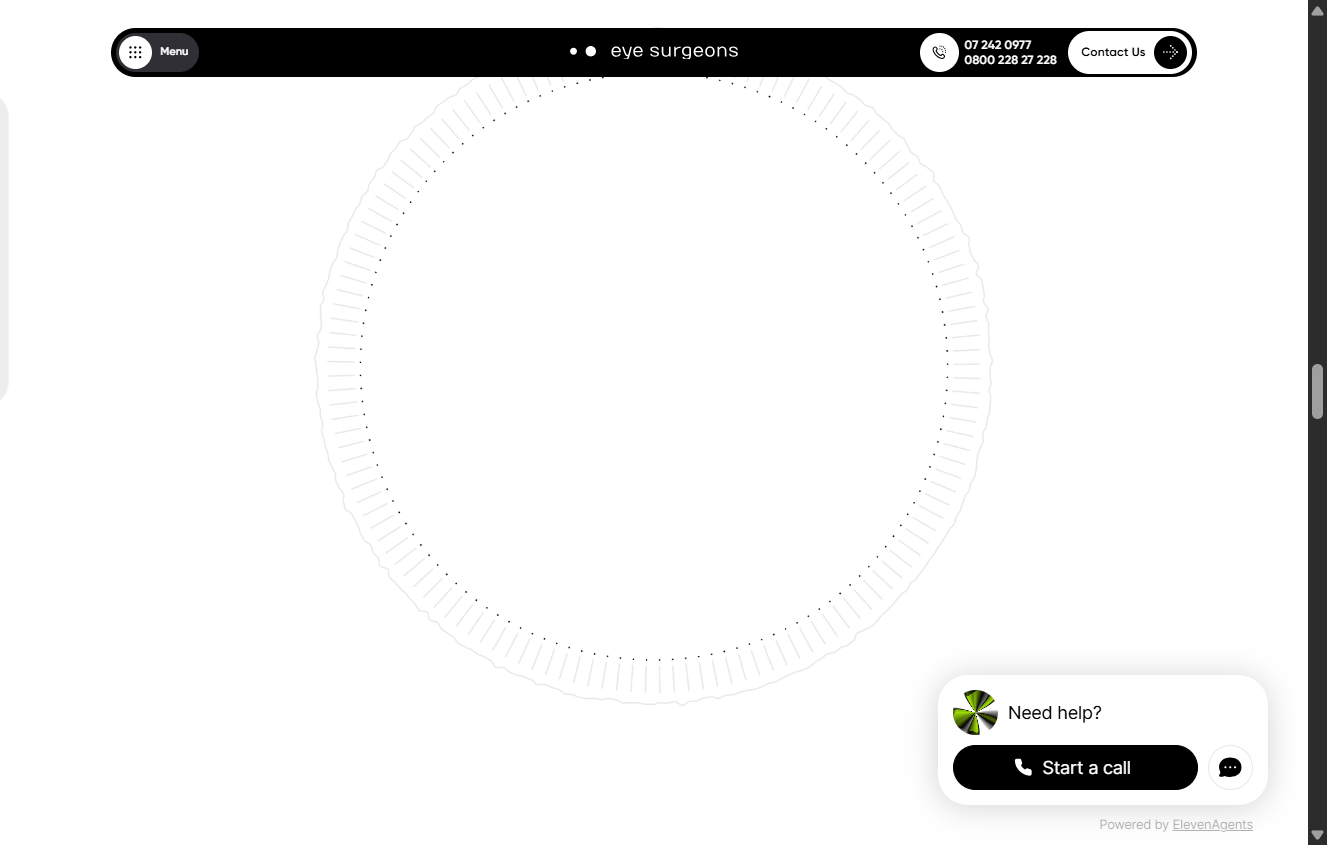 Menu
eye surgeons
07 242 0977
0800 228 27 228
Contact Us
Need help?
Start a call
Powered by ElevenAgents